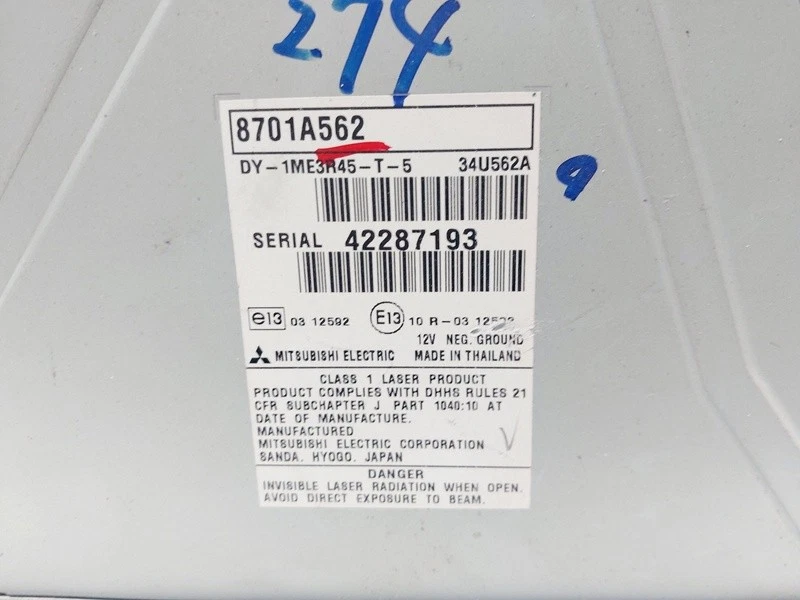 274
8701A562
DY-1ME3R45-T-5 34U562A
9
SERIAL 42287193
e13 03 12592 E13 10 R-03
12V NEG. GROUND
MITSUBISHI ELECTRIC MADE IN THAILAND
CLASS 1 LASER PRODUCT
PRODUCT COMPLIES WITH DHHS RULES 21
CFR SUBCHAPTER J PART 1040:10 AT
DATE OF MANUFACTURE.
MANUFACTURED
MITSUBISHI ELECTRIC CORPORATION
SANDA. HYOGO. JAPAN
DANGER
INVISIBLE LASER RADIATION WHEN OPEN.
AVOID DIRECT EXPOSURE TO BEAM.